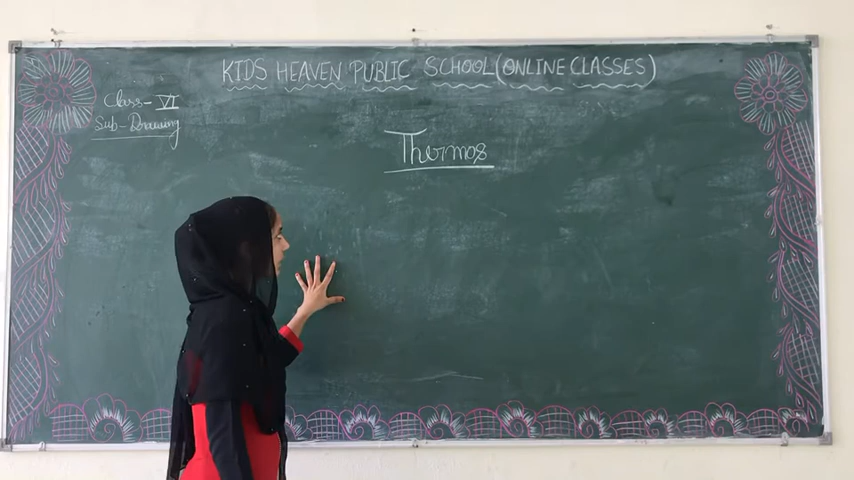 KIDS HEAVEN PUBLIC SCHOOL (ONLINE CLASSES)
Class - VI
Sub - Drawing
Thermos